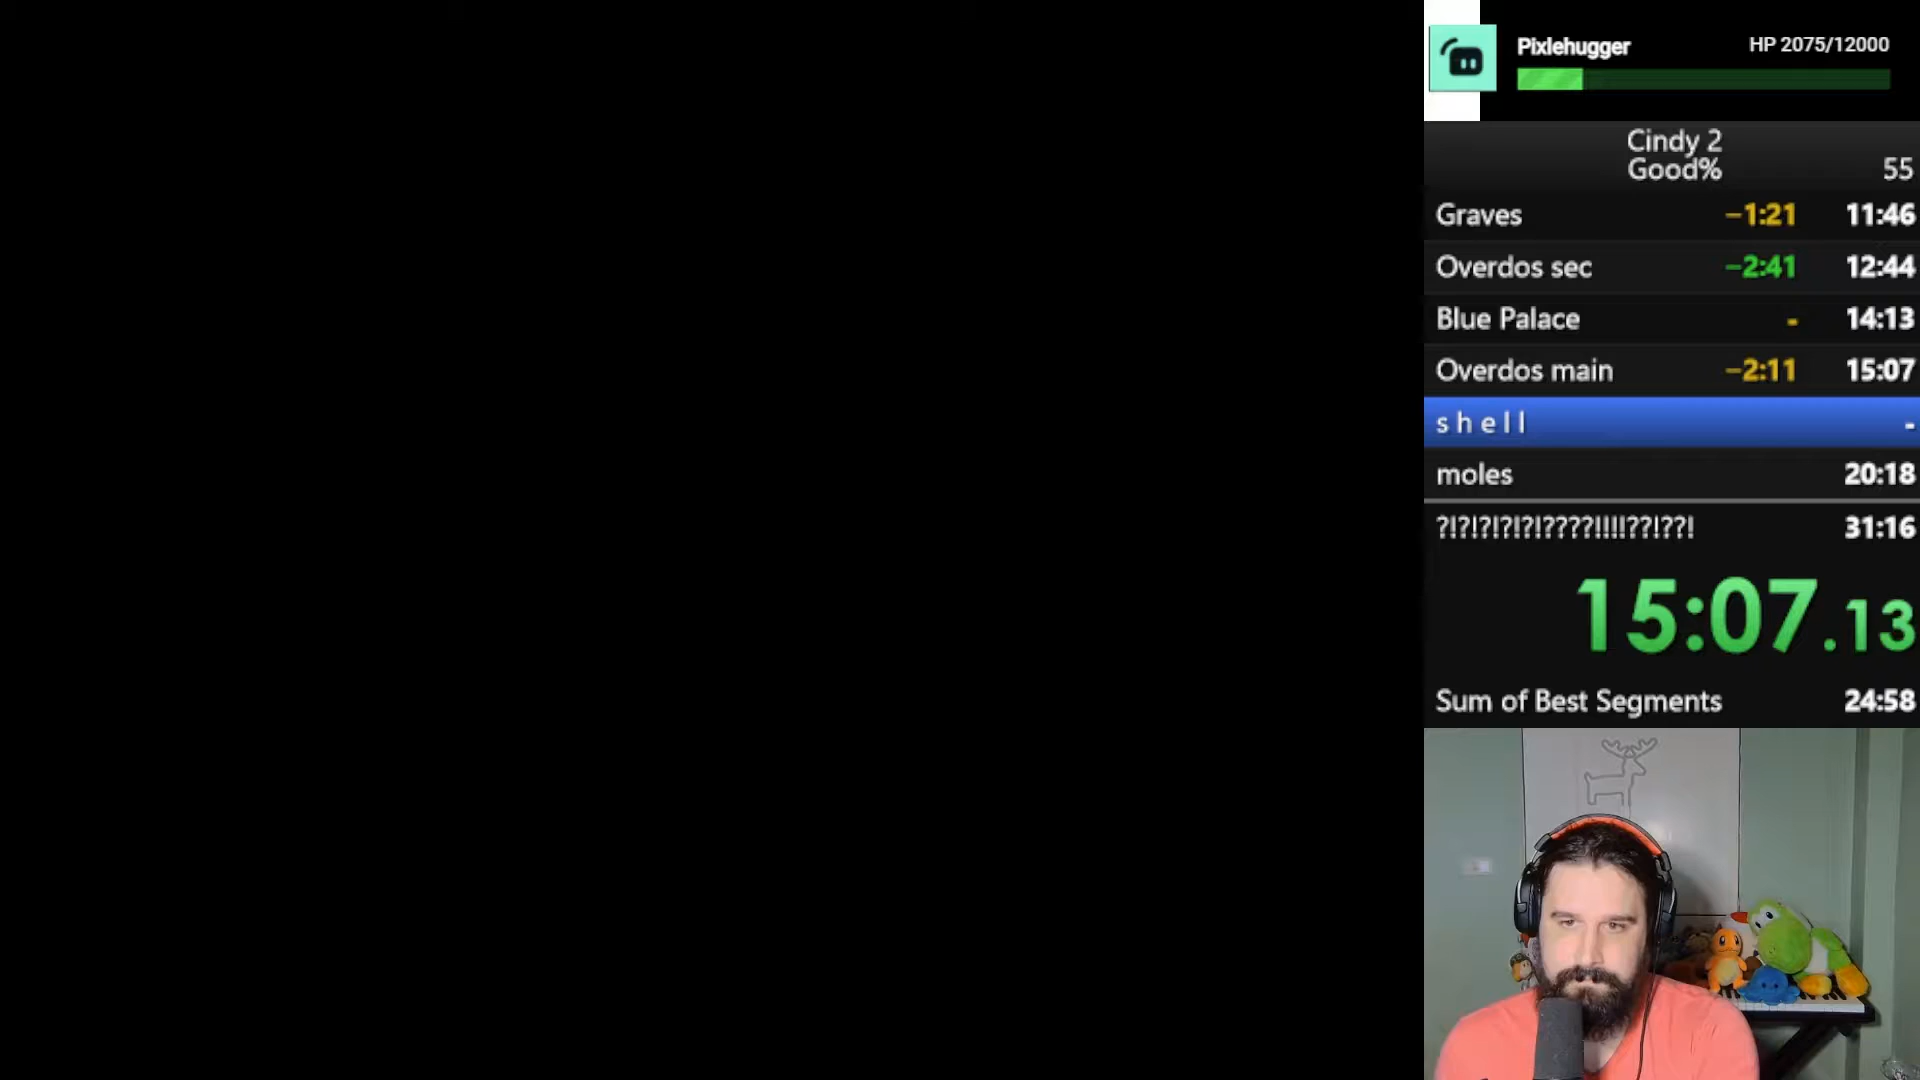 Pixlehugger HP 2075/12000
Cindy 2
Good% 55
Graves −1:21 11:46
Overdos sec −2:41 12:44
Blue Palace - 14:13
Overdos main −2:11 15:07
s h e l l -
moles 20:18
?!?!?!?!?!????!!!!??!??! 31:16
15:07.13
Sum of Best Segments 24:58